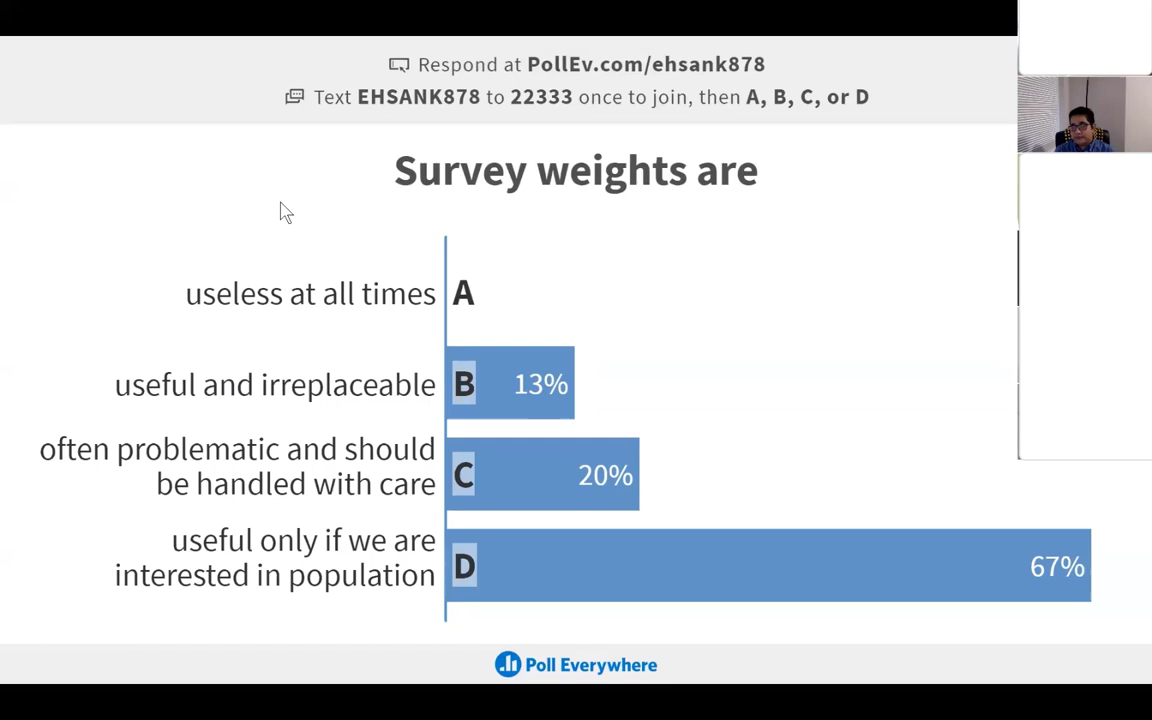 Respond at PollEv.com/ehsank878
Text EHSANK878 to 22333 once to join, then A, B, C, or D
Survey weights are
useless at all times A
useful and irreplaceable B 13%
often problematic and should
be handled with care C 20%
useful only if we are
interested in population D 67%
Poll Everywhere